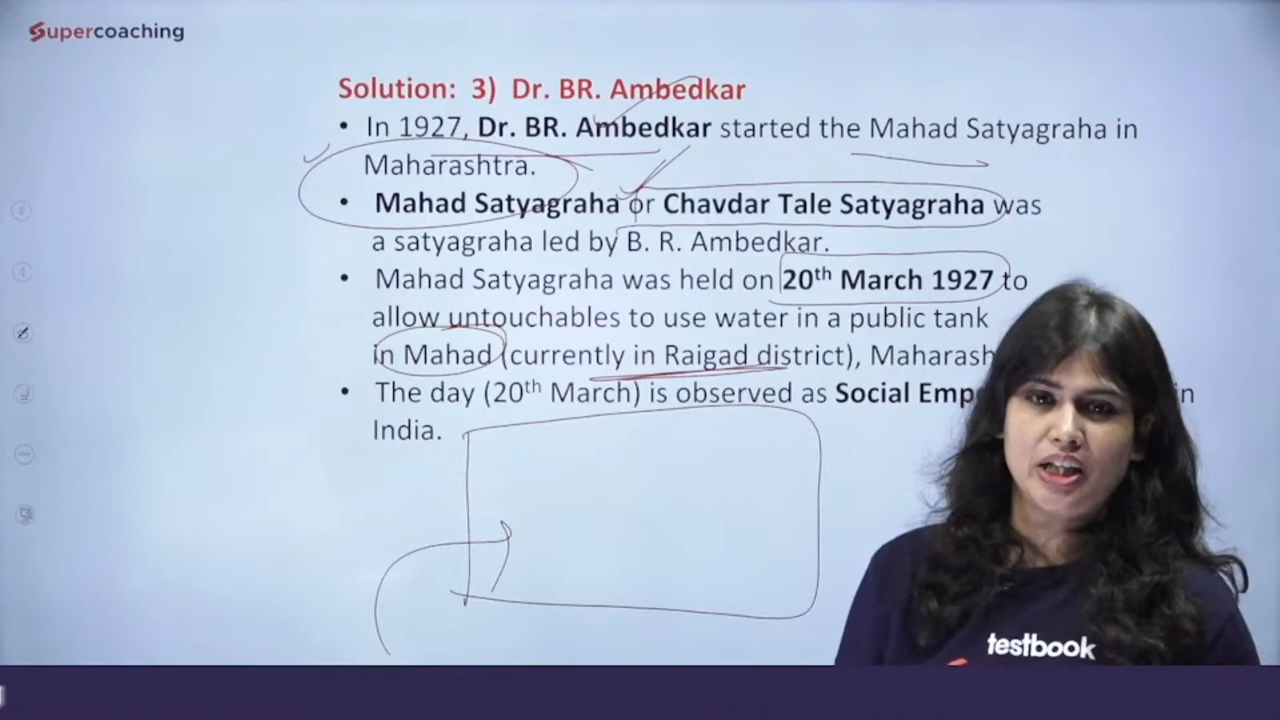 Supercoaching
Solution: 3) Dr. BR. Ambedkar
• In 1927, Dr. BR. Ambedkar started the Mahad Satyagraha in
Maharashtra.
• Mahad Satyagraha or Chavdar Tale Satyagraha was
a satyagraha led by B. R. Ambedkar.
• Mahad Satyagraha was held on 20th March 1927 to
allow untouchables to use water in a public tank
in Mahad (currently in Raigad district),
• The day (20th March) is observed as Social in
India.
testbook